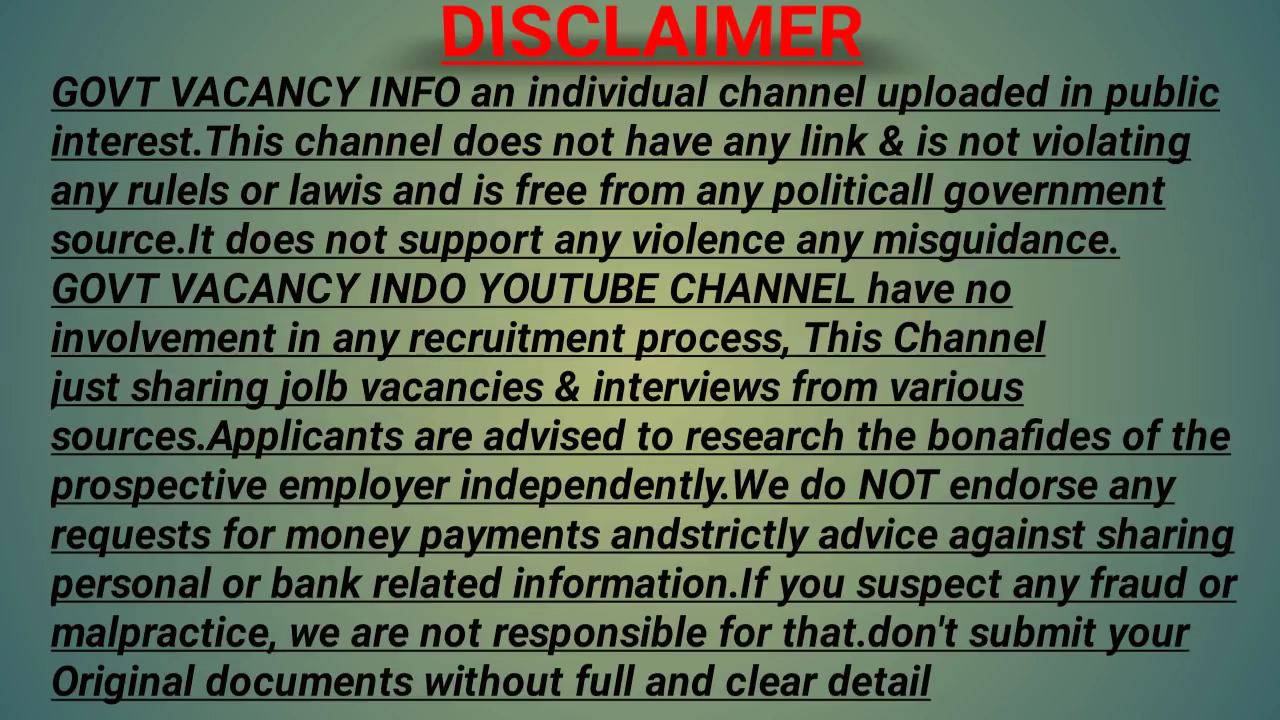 DISCLAIMER
GOVT VACANCY INFO an individual channel uploaded in public
interest.This channel does not have any link & is not violating
any rulels or lawis and is free from any politicall government
source.It does not support any violence any misguidance.
GOVT VACANCY INDO YOUTUBE CHANNEL have no
involvement in any recruitment process, This Channel
just sharing jolb vacancies & interviews from various
sources.Applicants are advised to research the bonafides of the
prospective employer independently.We do NOT endorse any
requests for money payments andstrictly advice against sharing
personal or bank related information.If you suspect any fraud or
malpractice, we are not responsible for that.don't submit your
Original documents without full and clear detail